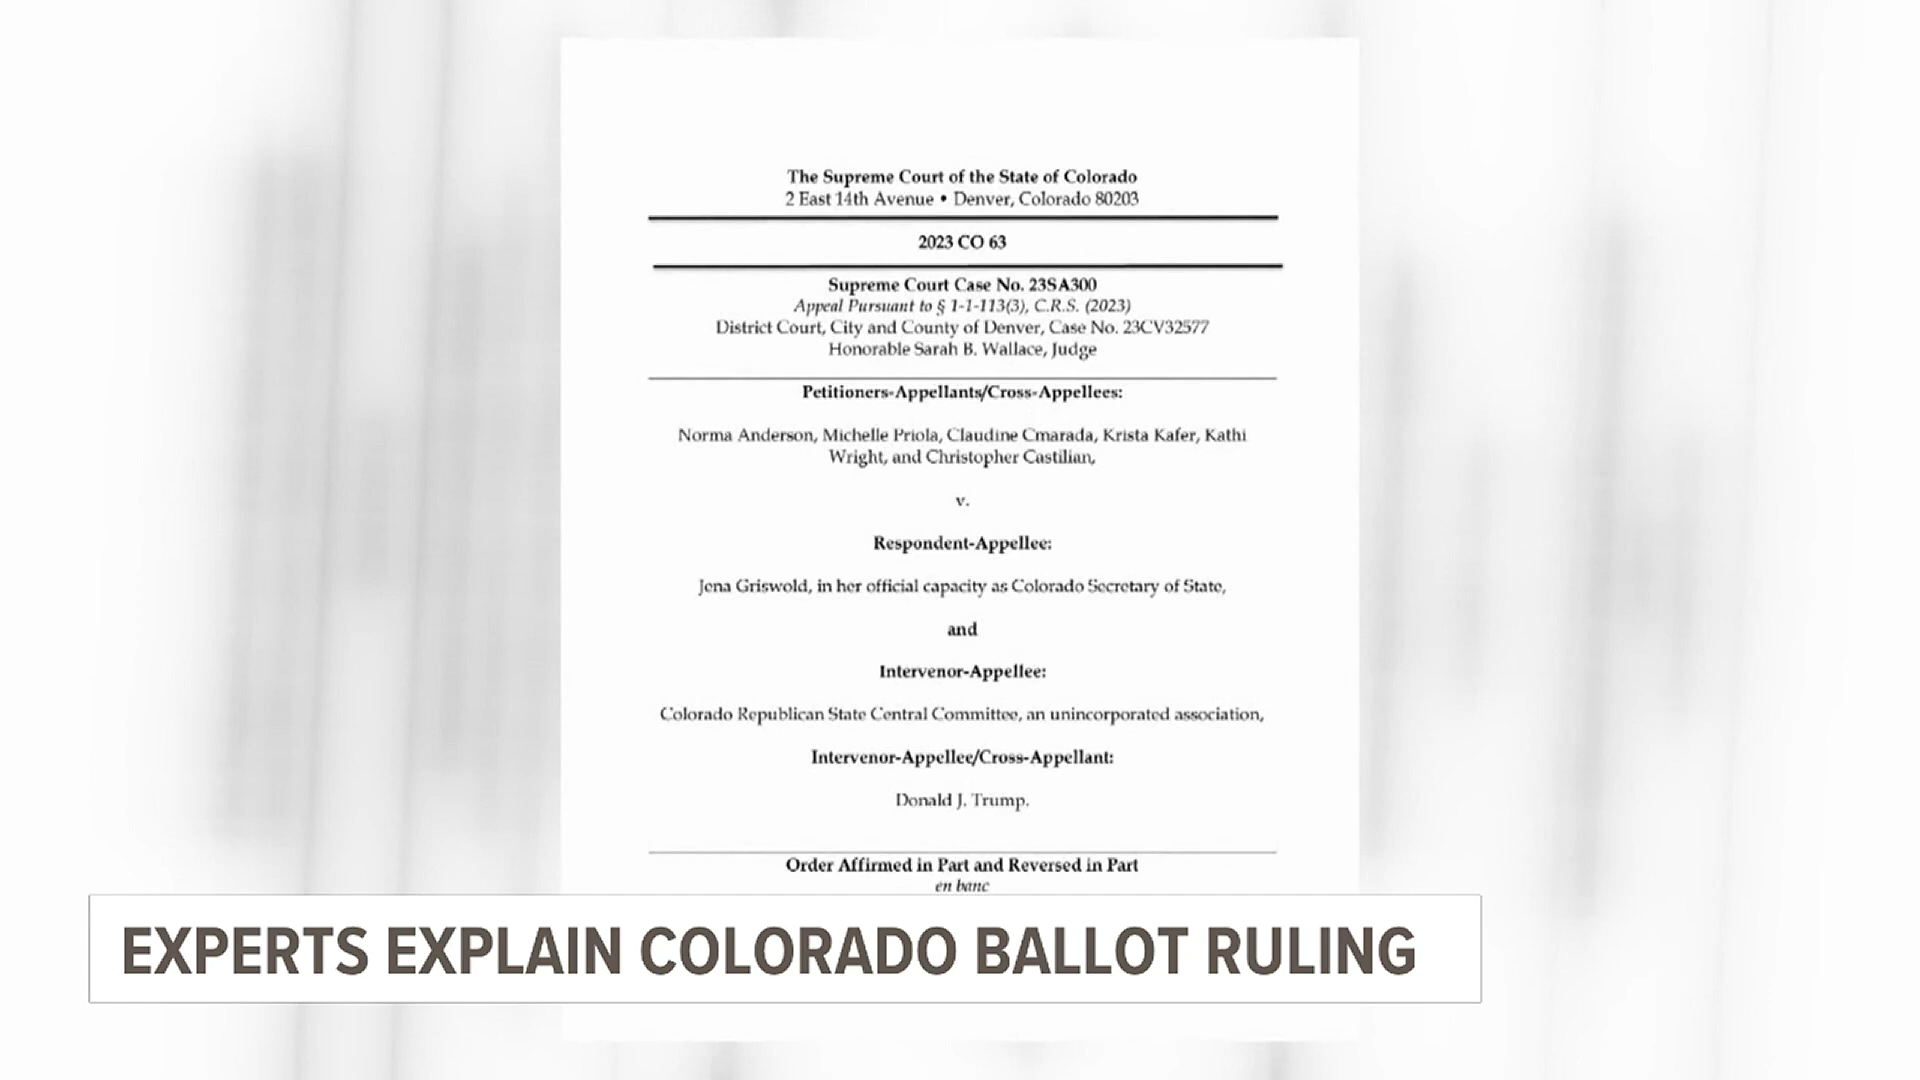 The Supreme Court of the State of Colorado
2 East 14th Avenue • Denver, Colorado 80203
2023 CO 63
Supreme Court Case No. 23SA300
Appeal Pursuant to § 1-1-113(3), C.R.S. (2023)
District Court, City and County of Denver, Case No. 23CV32577
Honorable Sarah B. Wallace, Judge
Petitioners-Appellants/Cross-Appellees:
Norma Anderson, Michelle Priola, Claudine Cmarada, Krista Kafer, Kathi
Wright, and Christopher Castilian,
v.
Respondent-Appellee:
Jena Griswold, in her official capacity as Colorado Secretary of State,
and
Intervenor-Appellee:
Colorado Republican State Central Committee, an unincorporated association,
Intervenor-Appellee/Cross-Appellant:
Donald J. Trump.
Order Affirmed in Part and Reversed in Part
en banc
EXPERTS EXPLAIN COLORADO BALLOT RULING